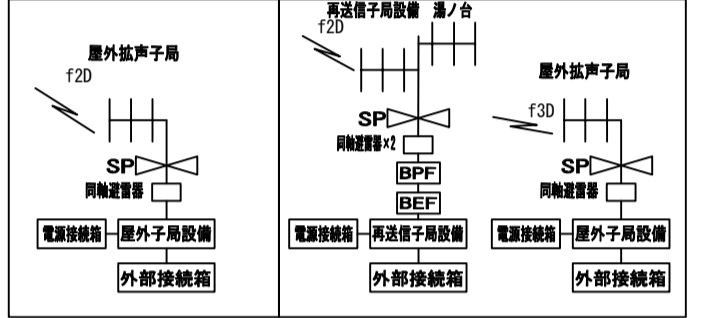 屋外拡声子局
f2D
SP
同軸避雷器
電源接続箱
屋外子局設備
外部接続箱
再送信子局設備 湯ノ台
f2D
SP
同軸避雷器×2
BPF
BEF
電源接続箱
再送信子局設備
外部接続箱
屋外拡声子局
f3D
SP
同軸避雷器
電源接続箱
屋外子局設備
外部接続箱